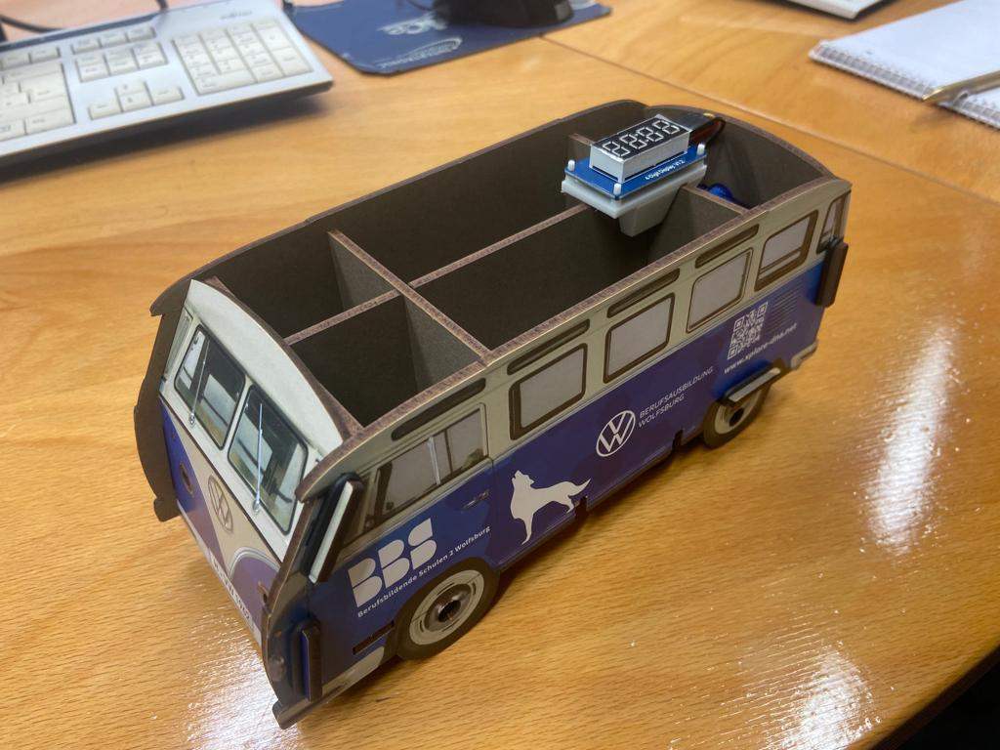 BBS
Berufsbildende Schulen 2 Wolfsburg
BERUFSAUSBILDUNG
WOLFSBURG
www.xplore-dna.net